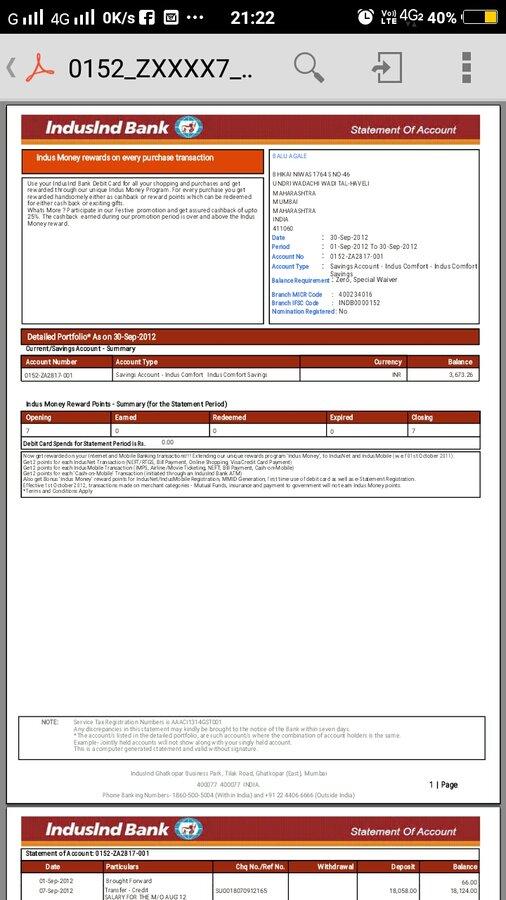 G 4G 0K/s ... 21:22 Vo)) LTE 4G2 40%
0152_ZXXXX7_..
IndusInd Bank Statement Of Account
Indus Money rewards on every purchase transaction
Use your IndusInd Bank Debit Card for all your shopping and purchases and get
rewarded through our unique Indus Money Program. For every purchase you get
rewarded handsomely either as cashback or reward points which can be redeemed
for either cash back or exciting gifts.
Whats More ? Participate in our Festive promotion and get assured cashback of upto
25%. The cashback earned during our promotion period is over and above the Indus
Money reward.
BALU AGALE
BHIKAI NIWAS 1764 S NO-46
UNDRI WADACHI WADI TAL-HAVELI
MAHARASHTRA
MUMBAI
MAHARASHTRA
INDIA
411060
Date : 30-Sep-2012
Period : 01-Sep-2012 To 30-Sep-2012
Account No : 0152-ZA2817-001
Account Type : Savings Account - Indus Comfort - Indus Comfort
Savings
Balance Requirement : Zero, Special Waiver
Branch MICR Code : 400234016
Branch IFSC Code : INDB0000152
Nomination Registered : No
Detailed Portfolio* As on 30-Sep-2012
Current/Savings Account - Summary
Account Number Account Type Currency Balance
0152-ZA2817-001 Savings Account - Indus Comfort Indus Comfort Savings INR 3,673.26
Indus Money Reward Points - Summary (for the Statement Period)
Opening Earned Redeemed Expired Closing
7 0 0 0 7
Debit Card Spends for Statement Period is Rs. 0.00
Now get rewarded on your Internet and Mobile Banking transactions!!! Extending our unique rewards program 'Indus Money', to IndusNet and IndusMobile (w.e.f 01st October 2011).
Get 2 points for each IndusNet Transaction (NEFT/RTGS, Bill Payment, Online Shopping, Visa Credit Card Payment)
Get 2 points for each IndusMobile Transaction (IMPS, Airline /Movie Ticketing, NEFT, Bill Payment, Cash-on-Mobile)
Get 2 points for each 'Cash-on-Mobile' transaction (initiated through an IndusInd Bank ATM)
Also get Bonus 'Indus Money' reward points for IndusNet/IndusMobile Registration, MMID Generation, first time use of debit card as well as e-Statement Registration.
Effective 1st October'2012, transactions made on merchant categories - Mutual Funds, insurance and payment to government will not earn Indus Money points.
*Terms and Conditions Apply
NOTE: Service Tax Registration Numbers is AAACI1314GST001
Any discrepancies in this statement may kindly be brought to the notice of the Bank within seven days.
*The account/s listed in the detailed portfolio, are such account/s where the combination of account holders is the same.
Example- Jointly held accounts will not show along with your singly held account.
This is a computer generated statement and valid without signature.
IndusInd Ghatkopar Business Park, Tilak Road, Ghatkopar (East), Mumbai
400077 400077 INDIA.
1 | Page
Phone Banking Numbers- 1860-500-5004 (Within India) and +91 22 4406 6666 (Outside India)
IndusInd Bank Statement Of Account
Statement of Account: 0152-ZA2817-001
Date Particulars Chq No./Ref No. Withdrawal Deposit Balance
01-Sep-2012 Brought Forward 66.00
07-Sep-2012 Transfer - Credit SU0018070912165 18,058.00 18,124.00
SALARY FOR THE M/O AUG 12